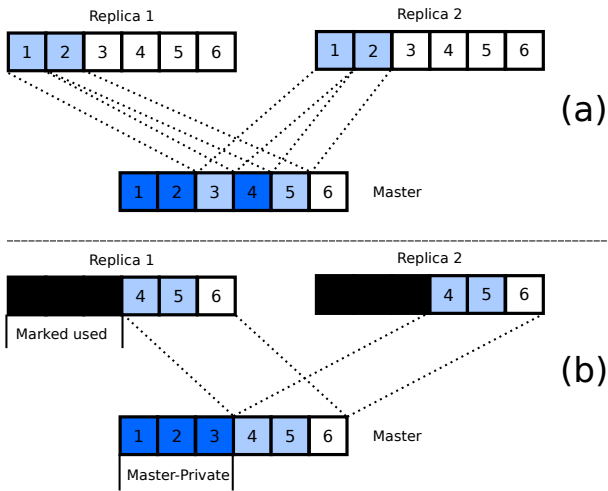 Replica 1
Replica 2
1 2 3 4 5 6
1 2 3 4 5 6
(a)
1 2 3 4 5 6
Master
Replica 1
Replica 2
4 5 6
4 5 6
Marked used
(b)
1 2 3 4 5 6
Master
Master-Private